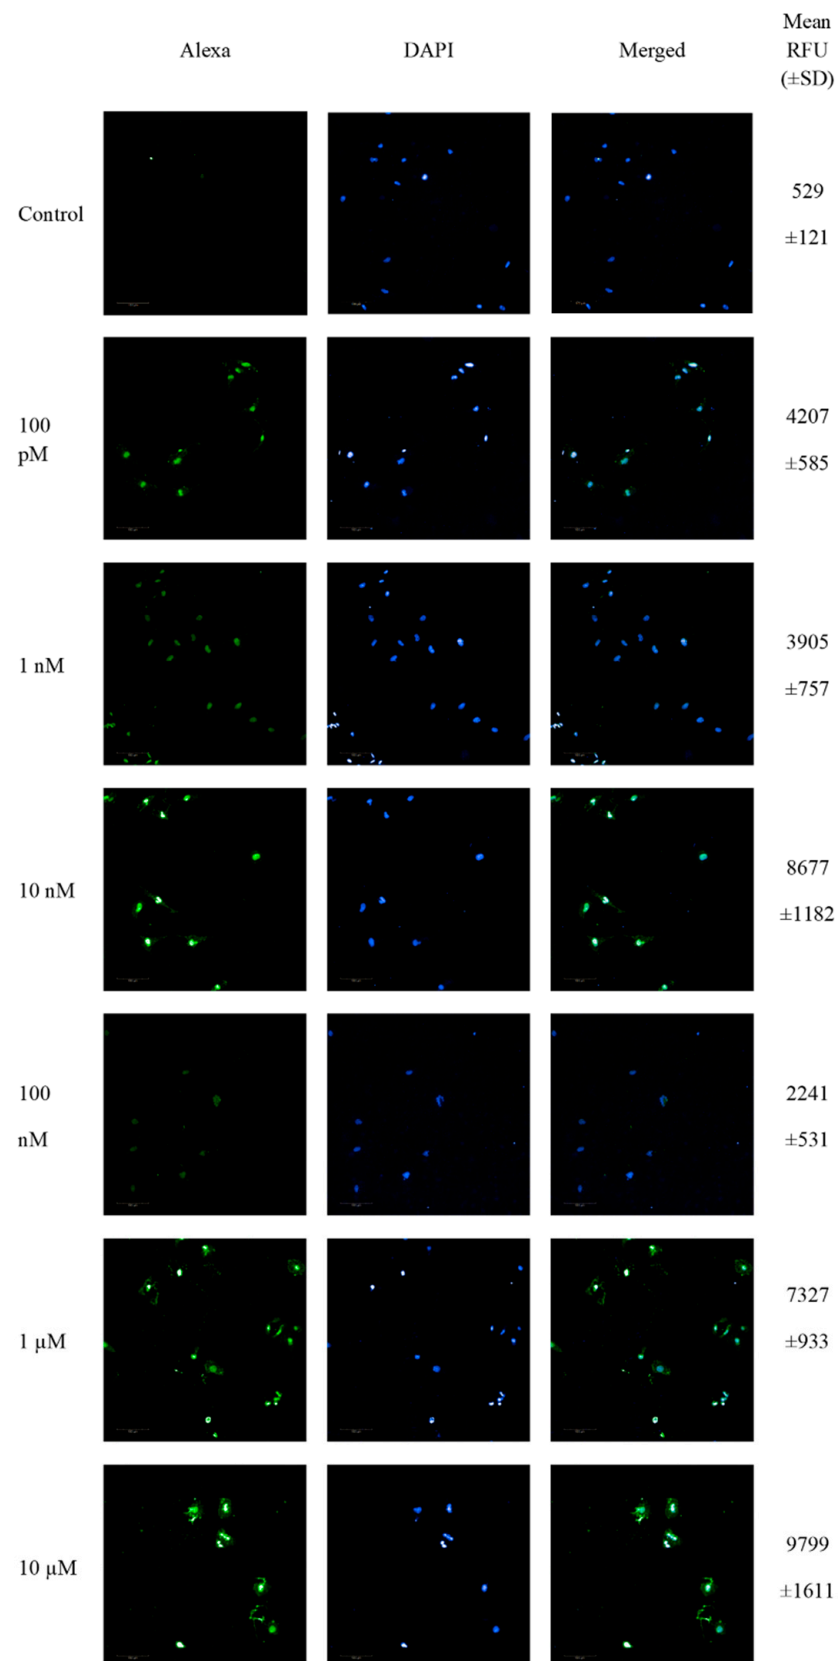 Mean
RFU
(±SD)
Alexa
DAPI
Merged
Control
529
±121
100
pM
4207
±585
1 nM
3905
±757
10 nM
8677
±1182
100
nM
2241
±531
1 µM
7327
±933
10 µM
9799
±1611